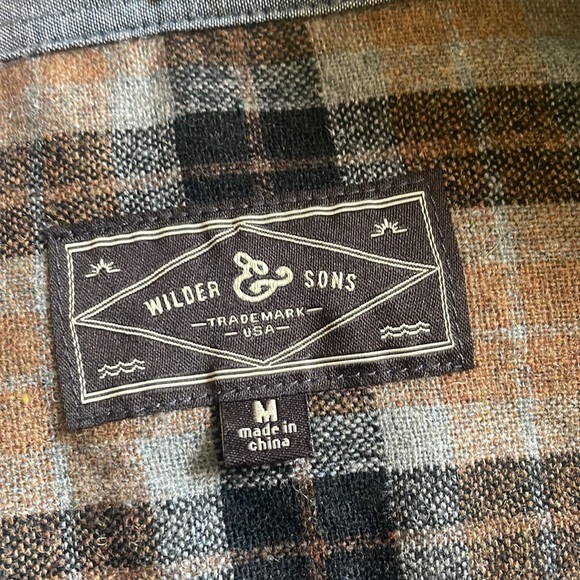 WILDER & SONS
TRADEMARK
USA
M
made in
china